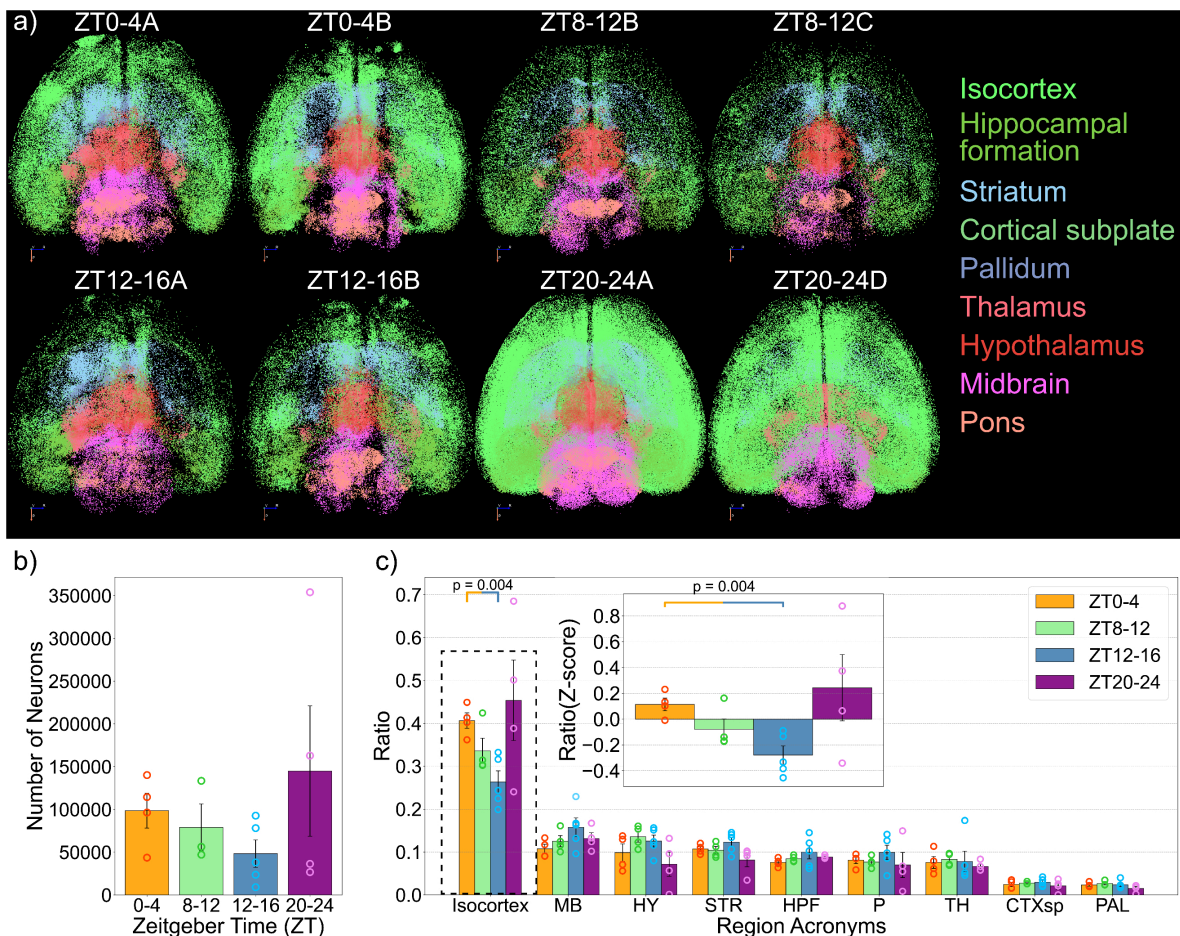 a)
ZT0-4A
ZT0-4B
ZT8-12B
ZT8-12C
Isocortex
Hippocampal
formation
Striatum
Cortical subplate
Pallidum
Thalamus
Hypothalamus
Midbrain
Pons
ZT12-16A
ZT12-16B
ZT20-24A
ZT20-24D
b)
Number of Neurons
350000
300000
250000
200000
150000
100000
50000
0
0-4
8-12
12-16
20-24
Zeitgeber Time (ZT)
c)
p = 0.004
Ratio
0.7
0.6
0.5
0.4
0.3
0.2
0.1
0.0
p = 0.004
Ratio(Z-score)
0.8
0.6
0.4
0.2
0.0
−0.2
−0.4
ZT0-4
ZT8-12
ZT12-16
ZT20-24
Isocortex
MB
HY
STR
HPF
P
TH
CTXsp
PAL
Region Acronyms